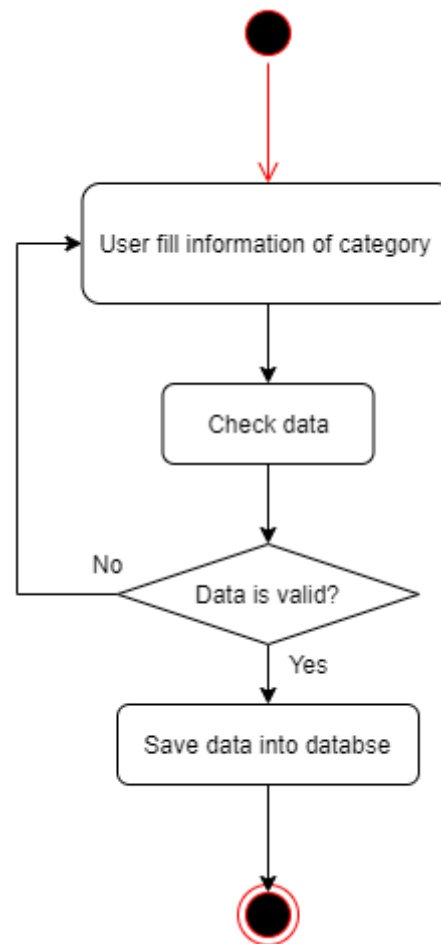 User fill information of category
Check data
No
Data is valid?
Yes
Save data into databse